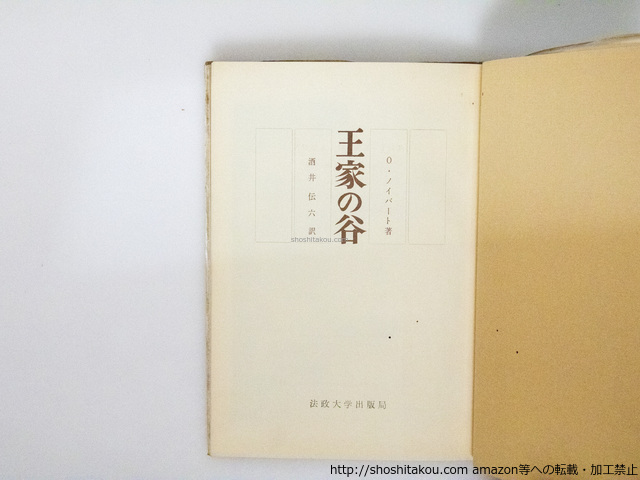 O・ノイバート著
王家の谷
酒井伝六訳
shoshitakou.co
法政大学出版局
http://shoshitakou.com amazon等への転載・加工禁止